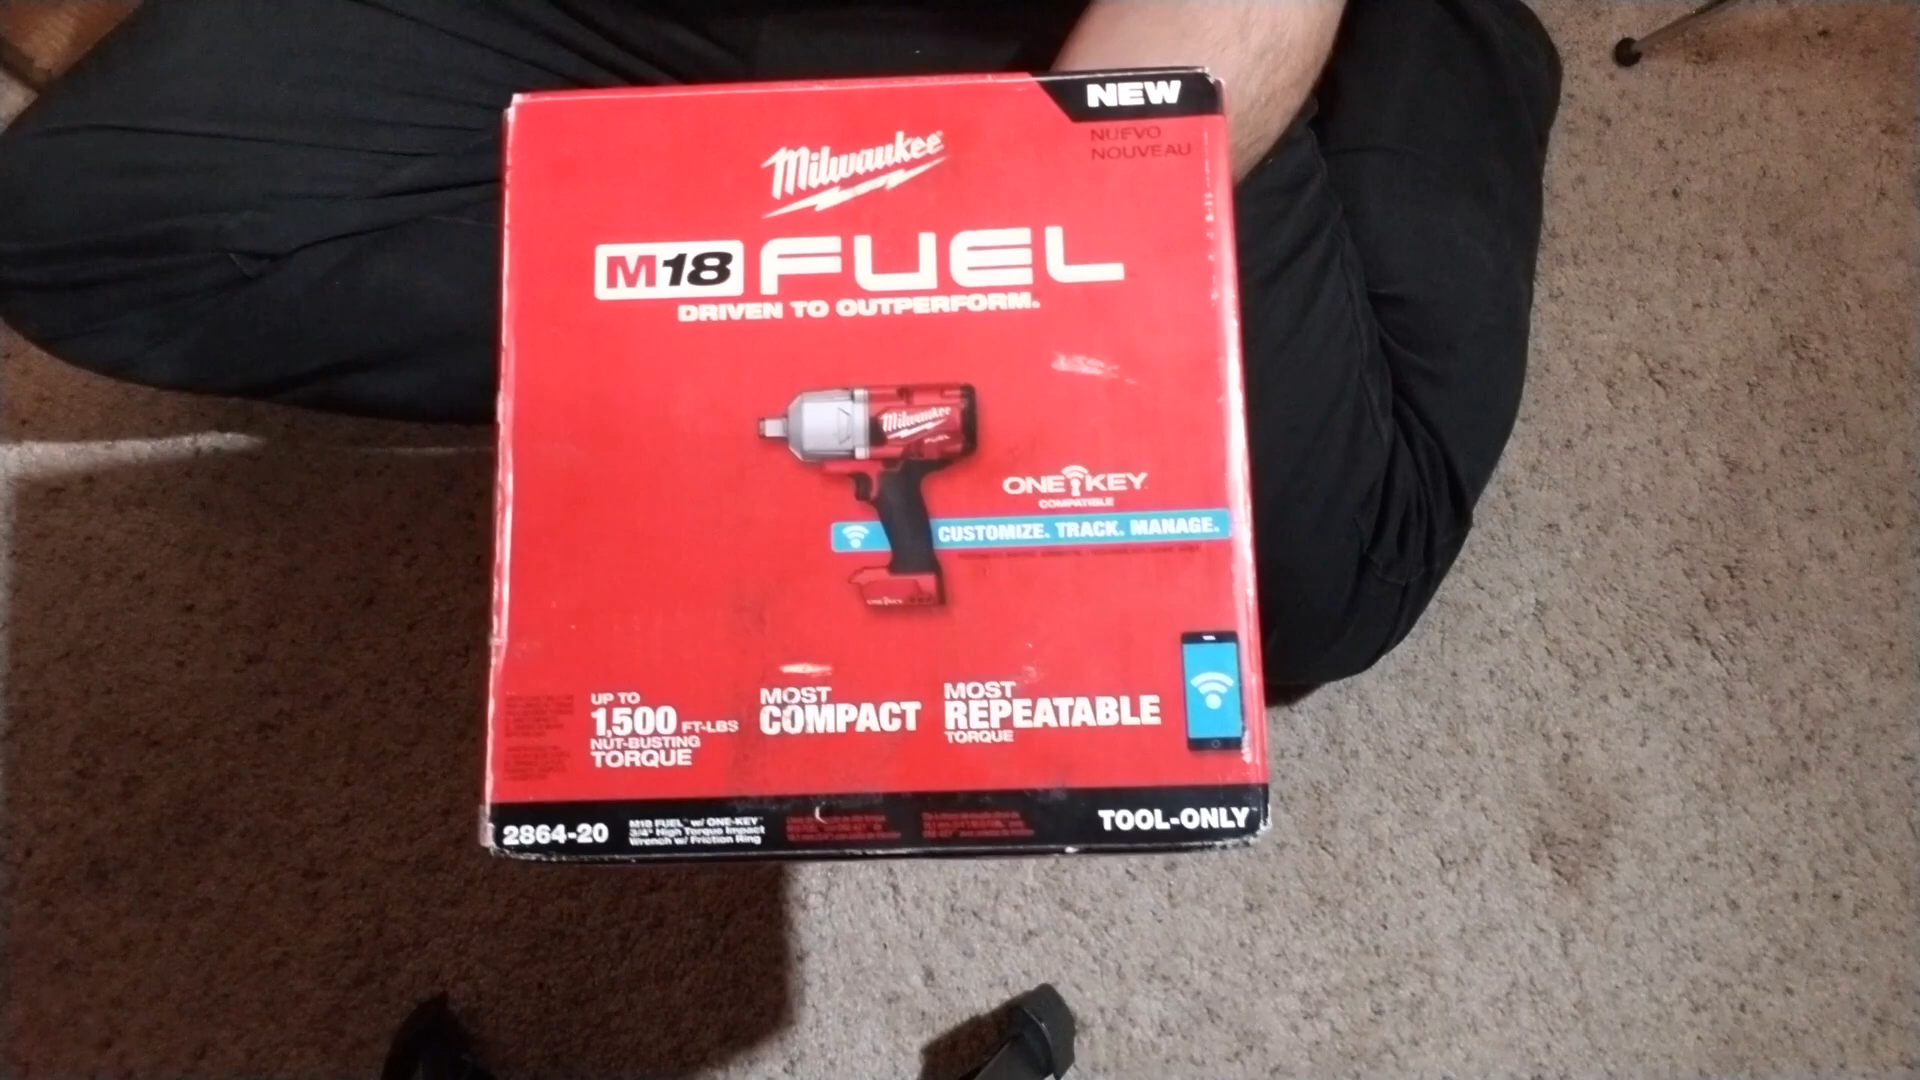 NEW
NUEVO
NOUVEAU
Milwaukee
M18 FUEL
DRIVEN TO OUTPERFORM.
Milwaukee
FUEL
ONE KEY
COMPATIBLE
CUSTOMIZE. TRACK. MANAGE.
UP TO
1,500 FT-LBS
NUT-BUSTING
TORQUE
MOST
COMPACT
MOST
REPEATABLE
TORQUE
2864-20
M18 FUEL™ w/ ONE-KEY™
3/4" High Torque Impact
Wrench w/ Friction Ring
TOOL-ONLY